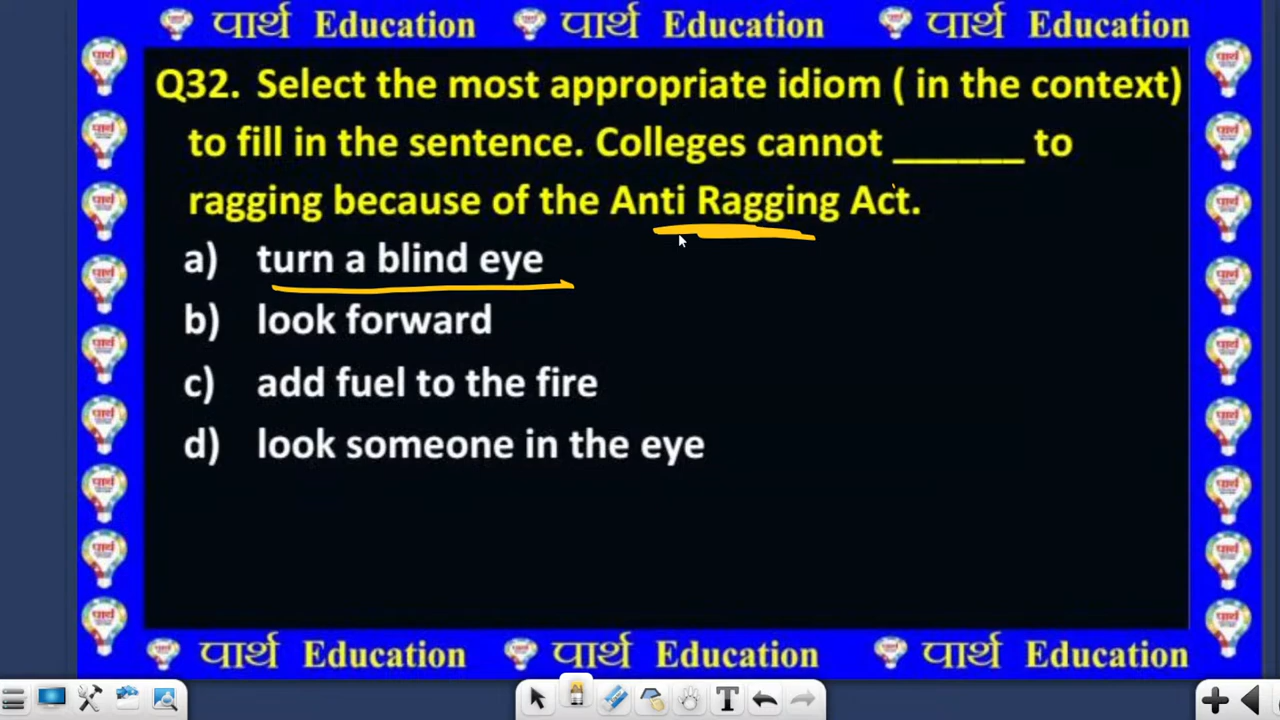 पार्थ Education पार्थ Education पार्थ Education
Q32. Select the most appropriate idiom ( in the context)
to fill in the sentence. Colleges cannot ______ to
ragging because of the Anti Ragging Act.
a) turn a blind eye
b) look forward
c) add fuel to the fire
d) look someone in the eye
पार्थ Education पार्थ Education पार्थ Education
T